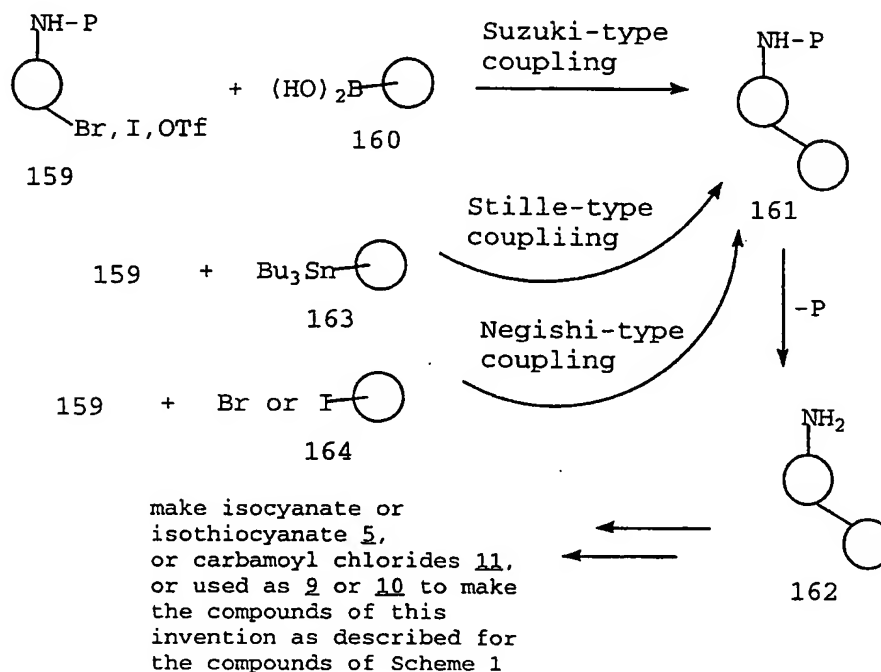 NH-P
Br, I, OTf
159
+ (HO)2B
160
Suzuki-type
coupling
NH-P
161
159 + Bu3Sn
163
Stille-type
coupliing
-P
159 + Br or I
164
Negishi-type
coupling
NH2
162
make isocyanate or
isothiocyanate 5,
or carbamoyl chlorides 11,
or used as 9 or 10 to make
the compounds of this
invention as described for
the compounds of Scheme 1